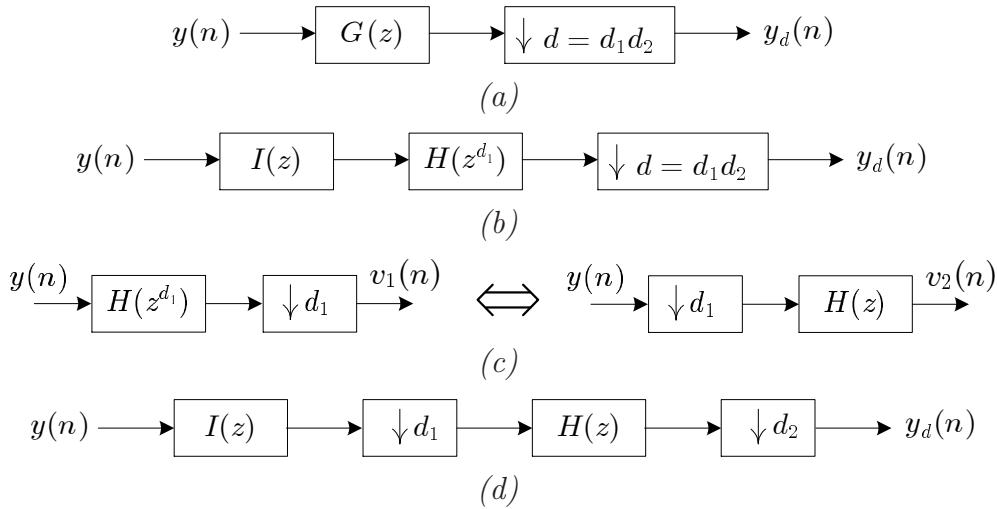 y(n) G(z) ↓ d = d₁d₂ y_d(n)
(a)
y(n) I(z) H(z^{d₁}) ↓ d = d₁d₂ y_d(n)
(b)
y(n) H(z^{d₁}) ↓ d₁ v₁(n) ⟺ y(n) ↓ d₁ H(z) v₂(n)
(c)
y(n) I(z) ↓ d₁ H(z) ↓ d₂ y_d(n)
(d)